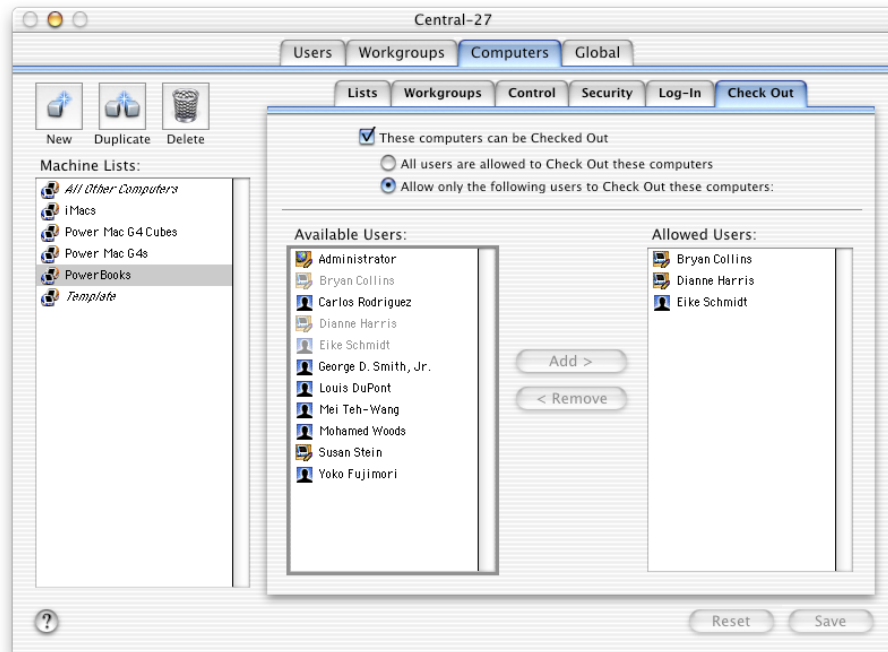 Central-27
Users Workgroups Computers Global
Lists Workgroups Control Security Log-In Check Out
New Duplicate Delete
Machine Lists:
All Other Computers
iMacs
Power Mac G4 Cubes
Power Mac G4s
PowerBooks
Template
These computers can be Checked Out
All users are allowed to Check Out these computers
Allow only the following users to Check Out these computers:
Available Users:
Administrator
Bryan Collins
Carlos Rodriguez
Dianne Harris
Eike Schmidt
George D. Smith, Jr.
Louis DuPont
Mei Teh-Wang
Mohamed Woods
Susan Stein
Yoko Fujimori
Add >
< Remove
Allowed Users:
Bryan Collins
Dianne Harris
Eike Schmidt
?
Reset Save